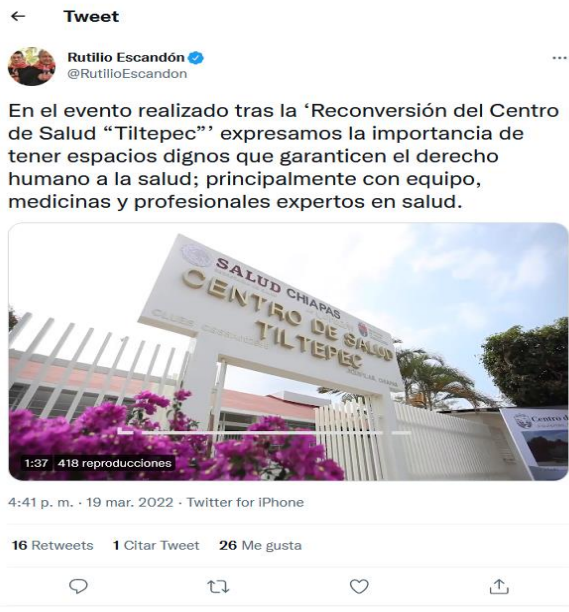 Tweet
Rutilio Escandón
@RutilioEscandon
En el evento realizado tras la ‘Reconversión del Centro
de Salud “Tiltepec”’ expresamos la importancia de
tener espacios dignos que garanticen el derecho
humano a la salud; principalmente con equipo,
medicinas y profesionales expertos en salud.
SALUD CHIAPAS
CENTRO DE SALUD
TILTEPEC
Centro d
1:37 418 reproducciones
4:41 p. m. · 19 mar. 2022 · Twitter for iPhone
16 Retweets 1 Citar Tweet 26 Me gusta